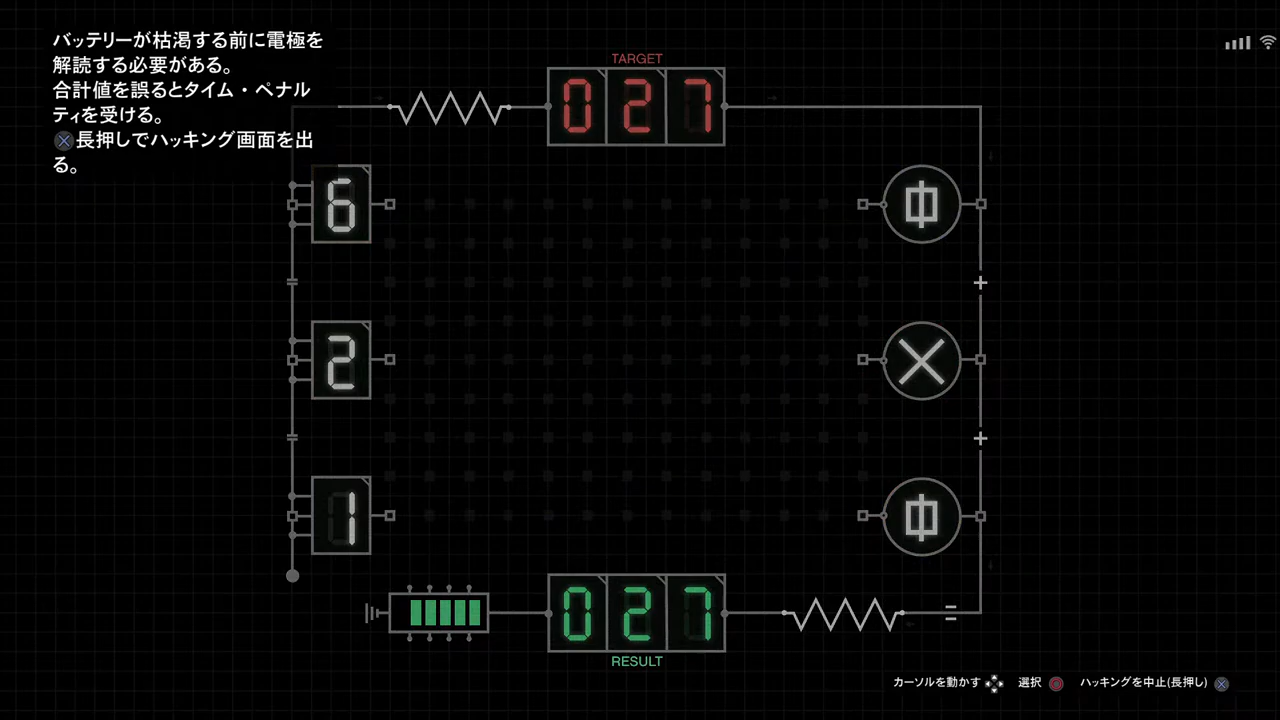 バッテリーが枯渇する前に電極を
解読する必要がある。
合計値を誤るとタイム・ペナル
ティを受ける。
長押しでハッキング画面を出
る。
TARGET
027
6
2
1
027
RESULT
カーソルを動かす 選択 ハッキングを中止(長押し)